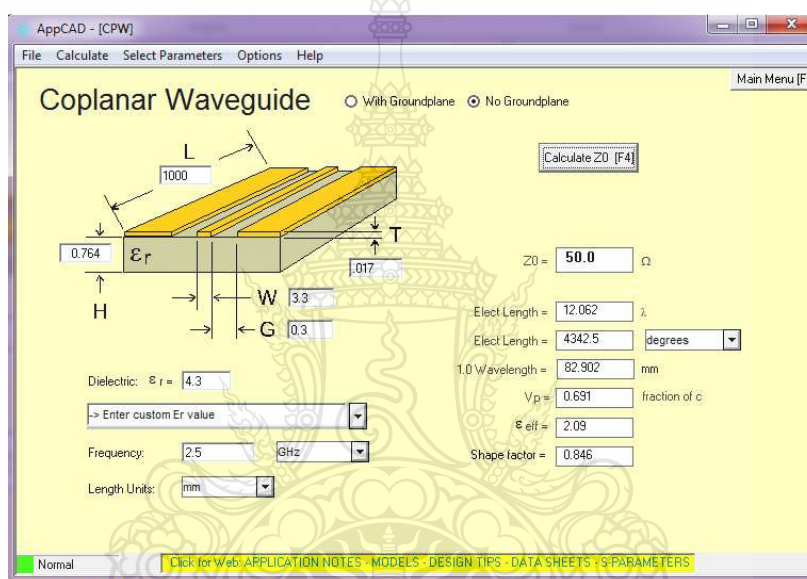 AppCAD - [CPW]
File Calculate Select Parameters Options Help
Main Menu [F
Coplanar Waveguide
With Groundplane
No Groundplane
Calculate Z0 [F4]
L
1000
0.764
εr
T
.017
H
W 3.3
G 0.3
Z0 = 50.0 Ω
Elect Length = 12.062 λ
Elect Length = 4342.5 degrees
1.0 Wavelength = 82.902 mm
Vp = 0.691 fraction of c
ε eff = 2.09
Shape factor = 0.846
Dielectric: ε r = 4.3
-> Enter custom Er value
Frequency: 2.5 GHz
Length Units: mm
Normal
Click for Web: APPLICATION NOTES - MODELS - DESIGN TIPS - DATA SHEETS - S-PARAMETERS